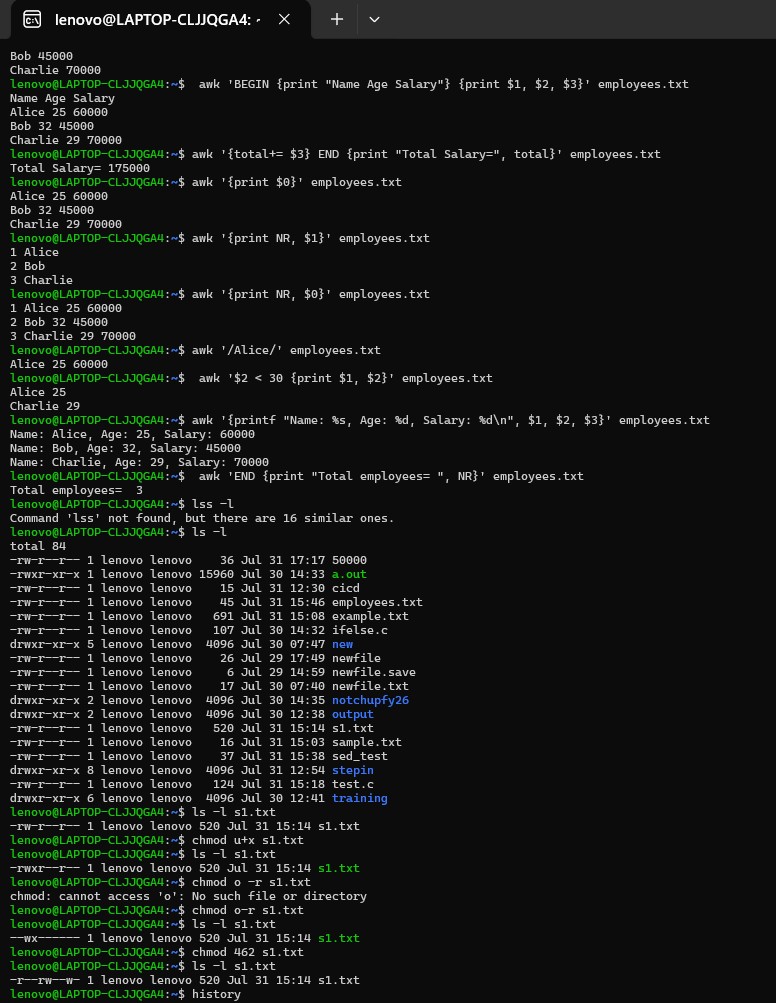 lenovo@LAPTOP-CLJJQGA4: ~
Bob 45000
Charlie 70000
lenovo@LAPTOP-CLJJQGA4:~$  awk 'BEGIN {print "Name Age Salary"} {print $1, $2, $3}' employees.txt
Name Age Salary
Alice 25 60000
Bob 32 45000
Charlie 29 70000
lenovo@LAPTOP-CLJJQGA4:~$ awk '{total+= $3} END {print "Total Salary=", total}' employees.txt
Total Salary= 175000
lenovo@LAPTOP-CLJJQGA4:~$ awk '{print $0}' employees.txt
Alice 25 60000
Bob 32 45000
Charlie 29 70000
lenovo@LAPTOP-CLJJQGA4:~$ awk '{print NR, $1}' employees.txt
1 Alice
2 Bob
3 Charlie
lenovo@LAPTOP-CLJJQGA4:~$ awk '{print NR, $0}' employees.txt
1 Alice 25 60000
2 Bob 32 45000
3 Charlie 29 70000
lenovo@LAPTOP-CLJJQGA4:~$ awk '/Alice/' employees.txt
Alice 25 60000
lenovo@LAPTOP-CLJJQGA4:~$  awk '$2 < 30 {print $1, $2}' employees.txt
Alice 25
Charlie 29
lenovo@LAPTOP-CLJJQGA4:~$ awk '{printf "Name: %s, Age: %d, Salary: %d\n", $1, $2, $3}' employees.txt
Name: Alice, Age: 25, Salary: 60000
Name: Bob, Age: 32, Salary: 45000
Name: Charlie, Age: 29, Salary: 70000
lenovo@LAPTOP-CLJJQGA4:~$  awk 'END {print "Total employees= ", NR}' employees.txt
Total employees=  3
lenovo@LAPTOP-CLJJQGA4:~$ lss -l
Command 'lss' not found, but there are 16 similar ones.
lenovo@LAPTOP-CLJJQGA4:~$ ls -l
total 84
-rw-r--r-- 1 lenovo lenovo    36 Jul 31 17:17 50000
-rwxr-xr-x 1 lenovo lenovo 15960 Jul 30 14:33 a.out
-rw-r--r-- 1 lenovo lenovo    15 Jul 31 12:30 cicd
-rw-r--r-- 1 lenovo lenovo    45 Jul 31 15:46 employees.txt
-rw-r--r-- 1 lenovo lenovo   691 Jul 31 15:08 example.txt
-rw-r--r-- 1 lenovo lenovo   107 Jul 30 14:32 ifelse.c
drwxr-xr-x 5 lenovo lenovo  4096 Jul 30 07:47 new
-rw-r--r-- 1 lenovo lenovo    26 Jul 29 17:49 newfile
-rw-r--r-- 1 lenovo lenovo     6 Jul 29 14:59 newfile.save
-rw-r--r-- 1 lenovo lenovo    17 Jul 30 07:40 newfile.txt
drwxr-xr-x 2 lenovo lenovo  4096 Jul 30 14:35 notchupfy26
drwxr-xr-x 2 lenovo lenovo  4096 Jul 30 12:38 output
-rw-r--r-- 1 lenovo lenovo   520 Jul 31 15:14 s1.txt
-rw-r--r-- 1 lenovo lenovo    16 Jul 31 15:03 sample.txt
-rw-r--r-- 1 lenovo lenovo    37 Jul 31 15:38 sed_test
drwxr-xr-x 8 lenovo lenovo  4096 Jul 31 12:54 stepin
-rw-r--r-- 1 lenovo lenovo   124 Jul 31 15:18 test.c
drwxr-xr-x 6 lenovo lenovo  4096 Jul 30 12:41 training
lenovo@LAPTOP-CLJJQGA4:~$ ls -l s1.txt
-rw-r--r-- 1 lenovo lenovo 520 Jul 31 15:14 s1.txt
lenovo@LAPTOP-CLJJQGA4:~$ chmod u+x s1.txt
lenovo@LAPTOP-CLJJQGA4:~$ ls -l s1.txt
-rwxr--r-- 1 lenovo lenovo 520 Jul 31 15:14 s1.txt
lenovo@LAPTOP-CLJJQGA4:~$ chmod o -r s1.txt
chmod: cannot access 'o': No such file or directory
lenovo@LAPTOP-CLJJQGA4:~$ chmod o-r s1.txt
lenovo@LAPTOP-CLJJQGA4:~$ ls -l s1.txt
--wx------ 1 lenovo lenovo 520 Jul 31 15:14 s1.txt
lenovo@LAPTOP-CLJJQGA4:~$ chmod 462 s1.txt
lenovo@LAPTOP-CLJJQGA4:~$ ls -l s1.txt
-r--rw--w- 1 lenovo lenovo 520 Jul 31 15:14 s1.txt
lenovo@LAPTOP-CLJJQGA4:~$ history